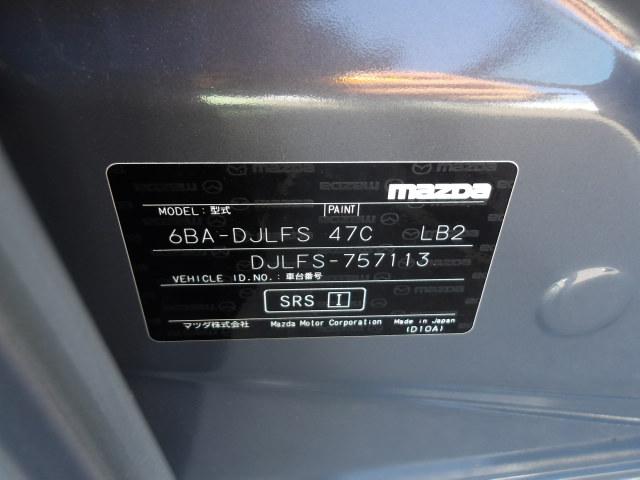 mazda
MODEL: 型式 PAINT
6BA-DJLFS 47C LB2
DJLFS-757113
VEHICLE ID.NO.: 車台番号
SRS I
マツダ株式会社 Mazda Motor Corporation Made in Japan
(D10A)